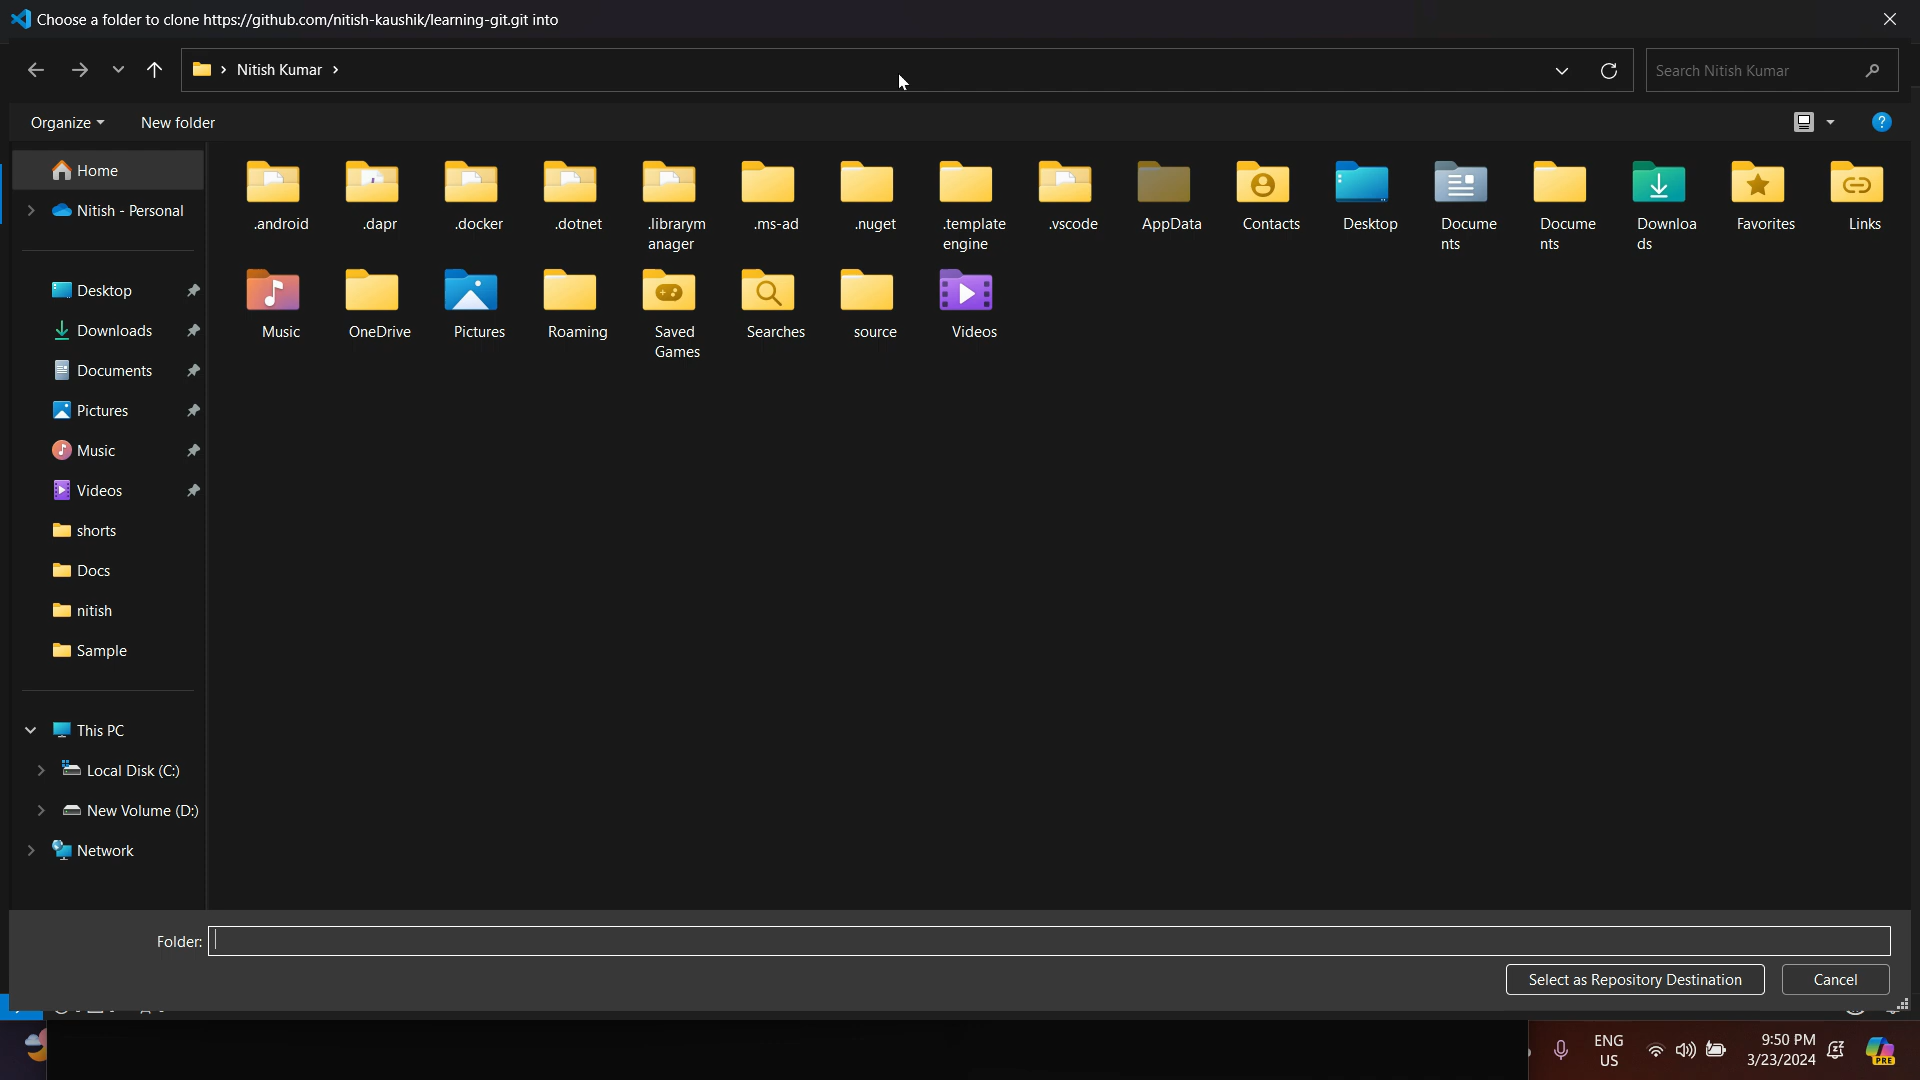 Choose a folder to clone https://github.com/nitish-kaushik/learning-git.git into
Nitish Kumar
Search Nitish Kumar
Organize
New folder
Home
Nitish - Personal
Desktop
Downloads
Documents
Pictures
Music
Videos
shorts
Docs
nitish
Sample
This PC
Local Disk (C:)
New Volume (D:)
Network
.android
.dapr
.docker
.dotnet
.librarym
anager
.ms-ad
.nuget
.template
engine
.vscode
AppData
Contacts
Desktop
Docume
nts
Docume
nts
Downloa
ds
Favorites
Links
Music
OneDrive
Pictures
Roaming
Saved
Games
Searches
source
Videos
Folder:
Select as Repository Destination
Cancel
ENG
US
9:50 PM
3/23/2024
PRE